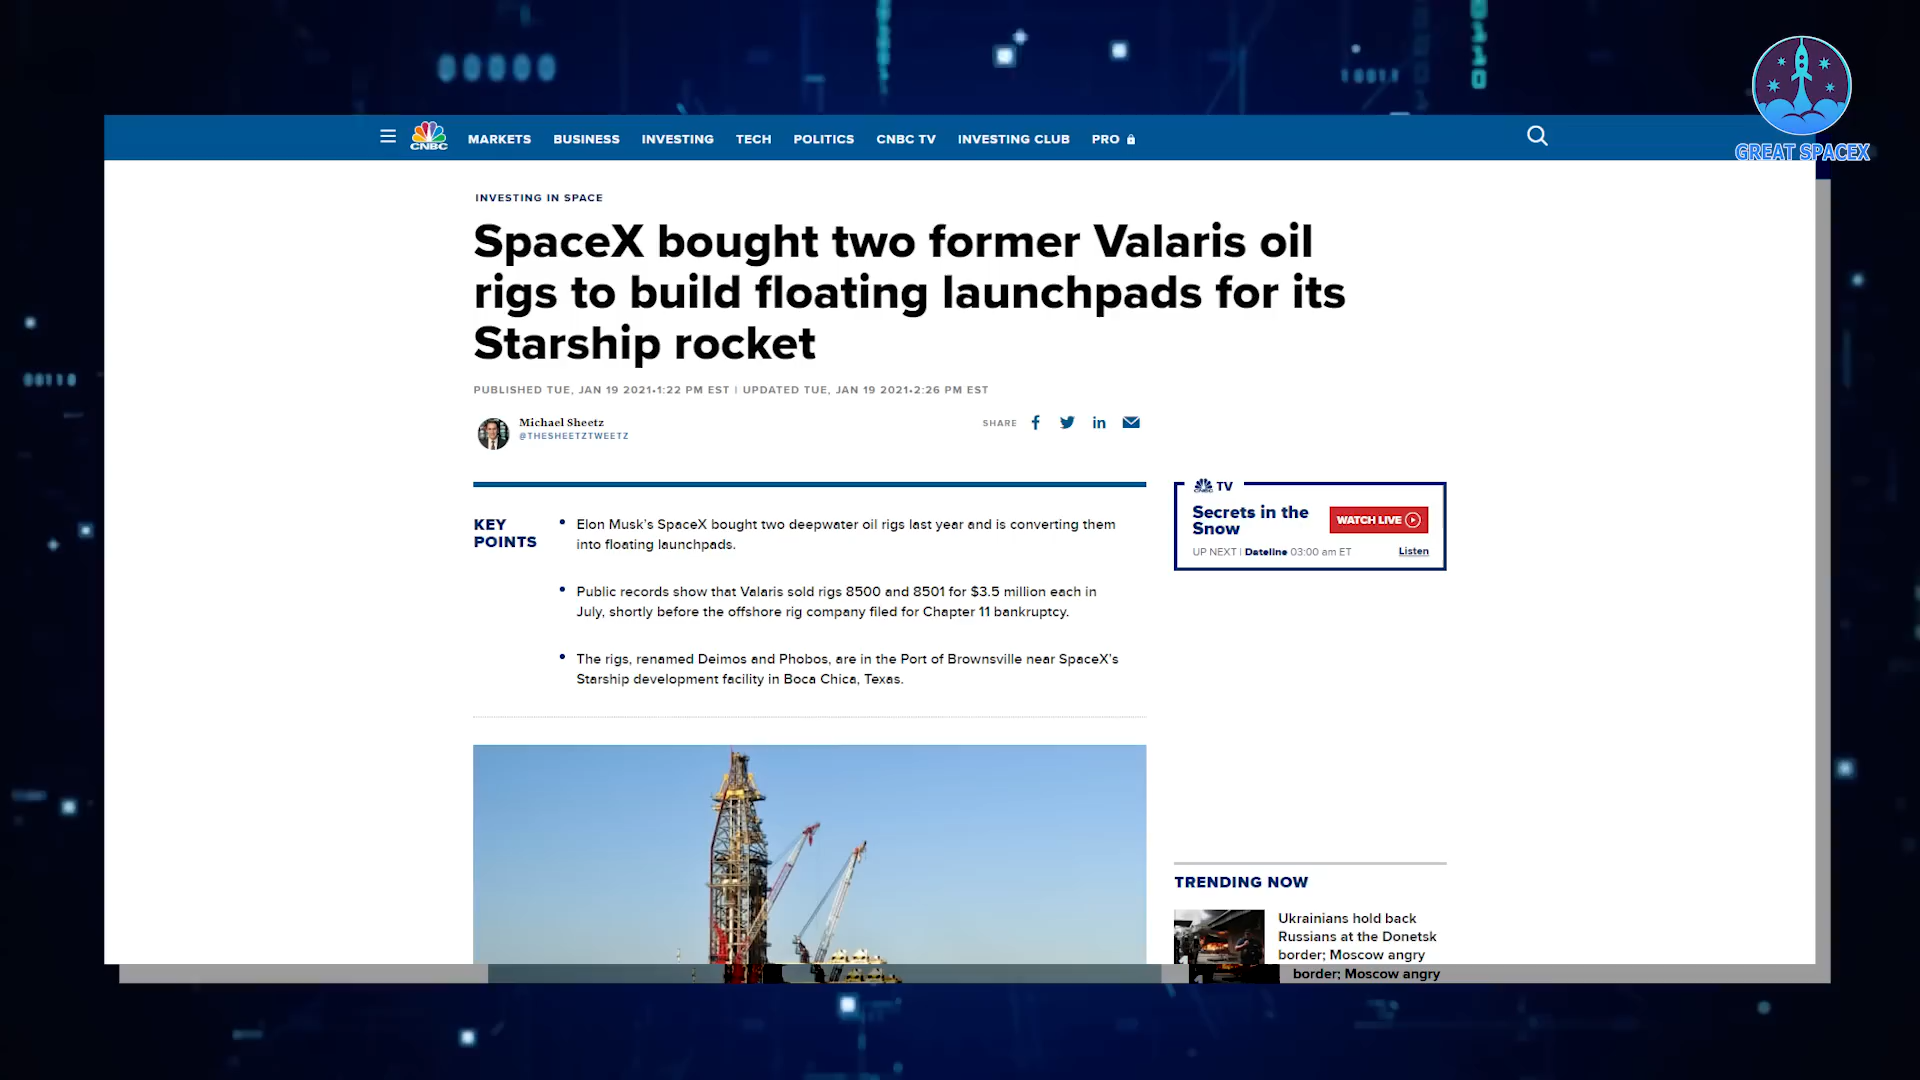 GREAT SPACEX
CNBC
MARKETS BUSINESS INVESTING TECH POLITICS CNBC TV INVESTING CLUB PRO
INVESTING IN SPACE
SpaceX bought two former Valaris oil
rigs to build floating launchpads for its
Starship rocket
PUBLISHED TUE, JAN 19 2021•1:22 PM EST | UPDATED TUE, JAN 19 2021•2:26 PM EST
Michael Sheetz
@THESHEETZTWEETZ
SHARE
KEY
POINTS
• Elon Musk's SpaceX bought two deepwater oil rigs last year and is converting them
into floating launchpads.
• Public records show that Valaris sold rigs 8500 and 8501 for $3.5 million each in
July, shortly before the offshore rig company filed for Chapter 11 bankruptcy.
• The rigs, renamed Deimos and Phobos, are in the Port of Brownsville near SpaceX's
Starship development facility in Boca Chica, Texas.
CNBC TV
Secrets in the
Snow
WATCH LIVE
UP NEXT | Dateline 03:00 am ET
Listen
TRENDING NOW
Ukrainians hold back
Russians at the Donetsk
border; Moscow angry
border; Moscow angry